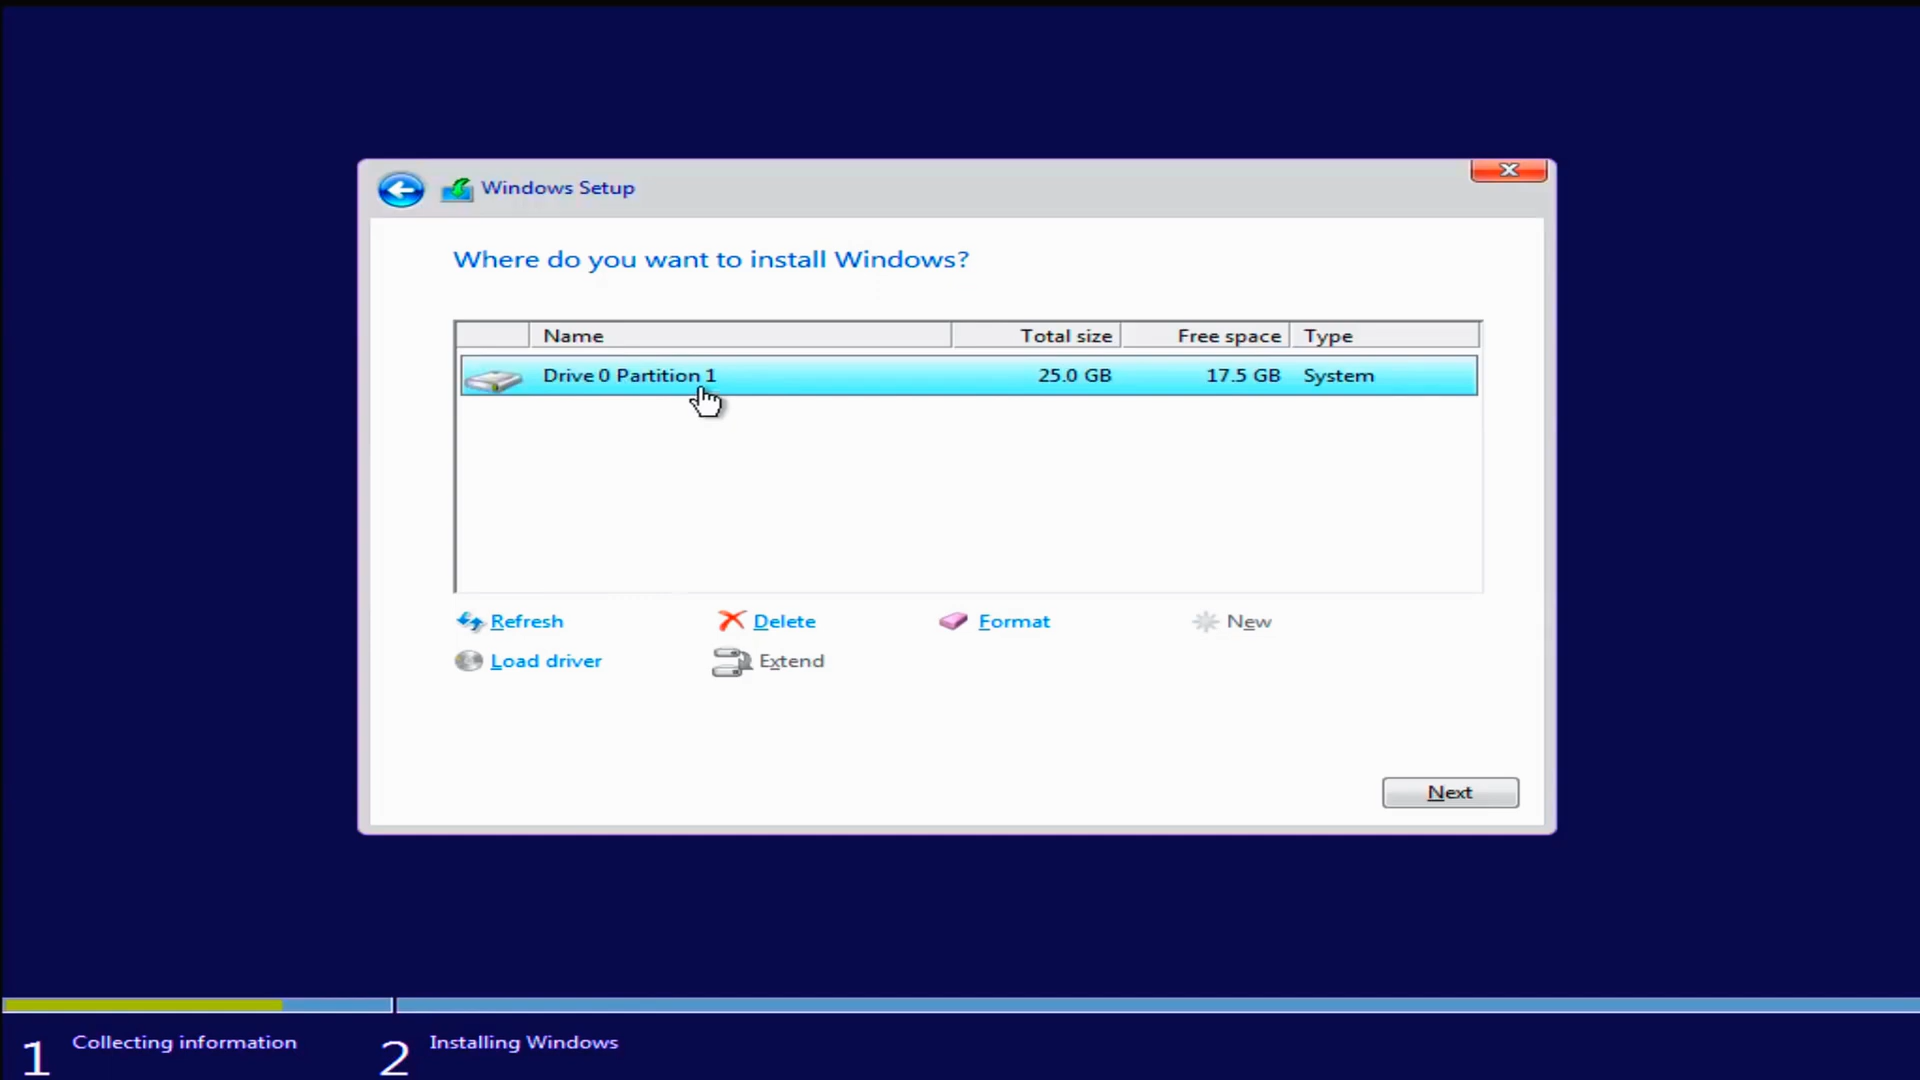 Windows Setup
Where do you want to install Windows?
Name Total size Free space Type
Drive 0 Partition 1 25.0 GB 17.5 GB System
Refresh Delete Format New
Load driver Extend
Next
1 Collecting information 2 Installing Windows